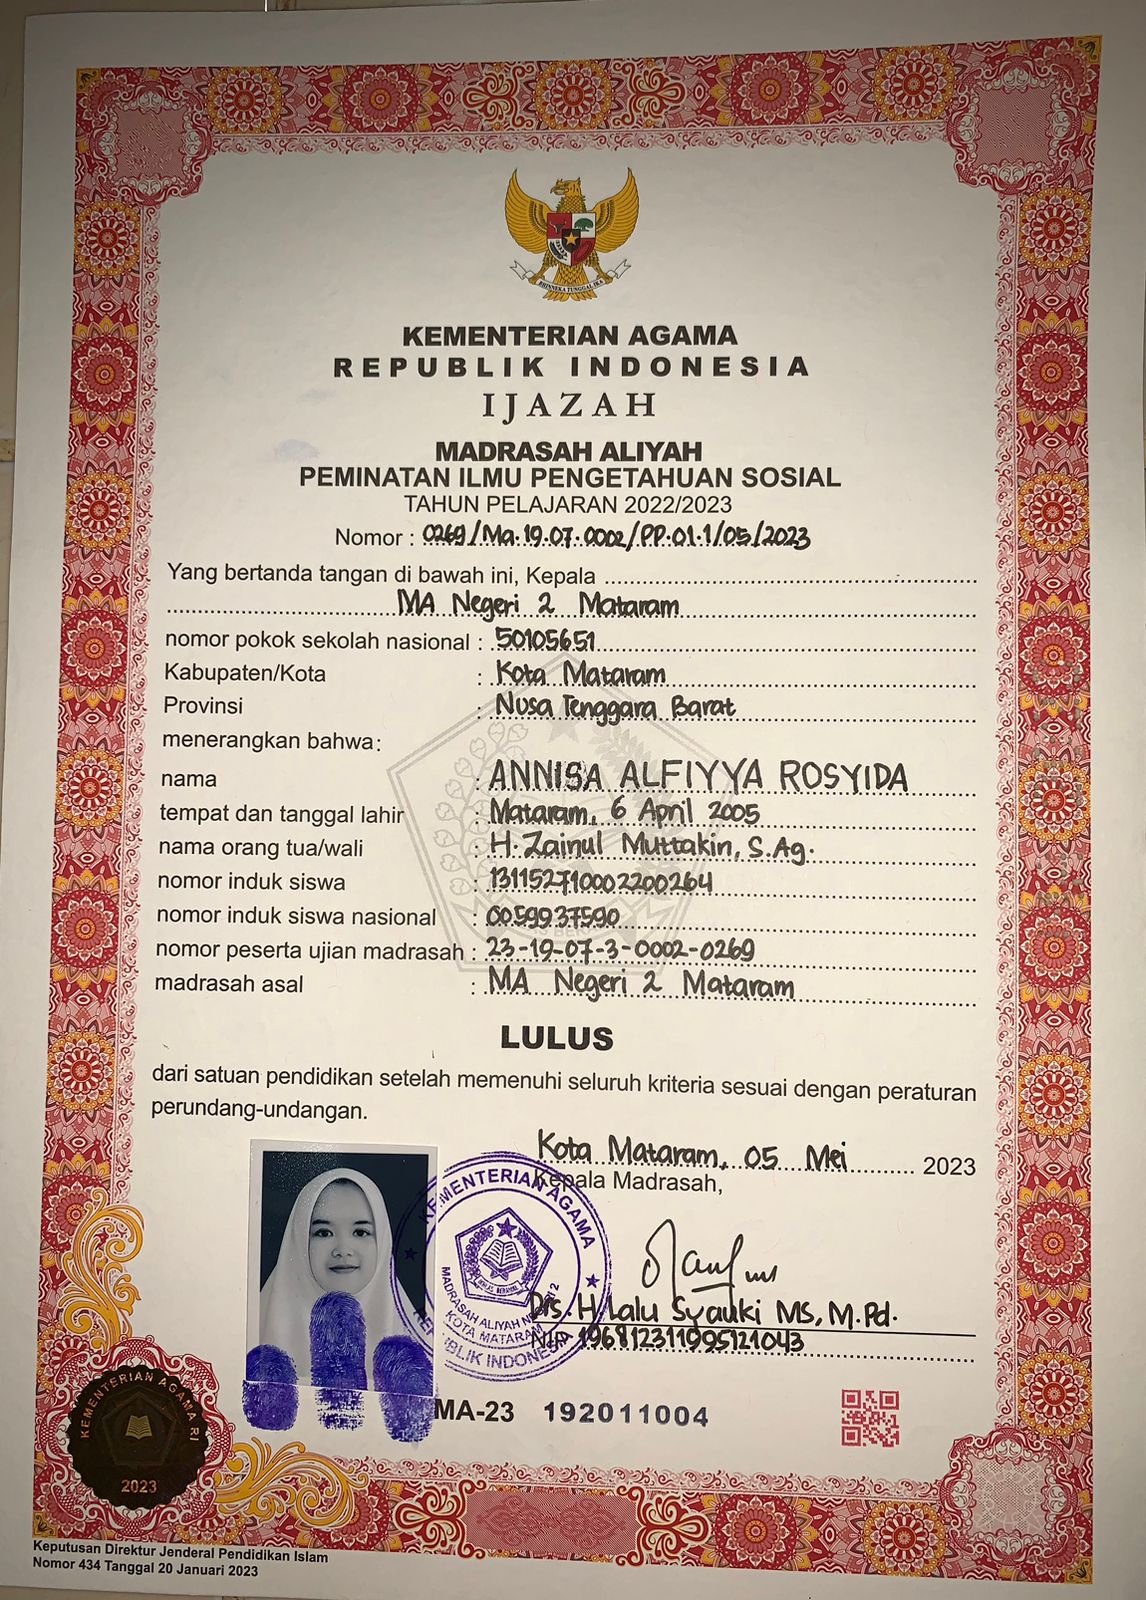 BHINNEKA TUNGGAL IKA
KEMENTERIAN AGAMA
REPUBLIK INDONESIA
IJAZAH
MADRASAH ALIYAH
PEMINATAN ILMU PENGETAHUAN SOSIAL
TAHUN PELAJARAN 2022/2023
Nomor : 0269/Ma.19.07.0002/PP.01.1/05/2023
Yang bertanda tangan di bawah ini, Kepala
MA Negeri 2 Mataram
nomor pokok sekolah nasional : 50105651
Kabupaten/Kota : Kota Mataram
Provinsi : Nusa Tenggara Barat
menerangkan bahwa:
nama : ANNISA ALFIYYA ROSYIDA
tempat dan tanggal lahir : Mataram, 6 April 2005
nama orang tua/wali : H. Zainul Muttakin, S.Ag.
nomor induk siswa : 131152710002200264
nomor induk siswa nasional : 0059937590
nomor peserta ujian madrasah : 23-19-07-3-0002-0269
madrasah asal : MA Negeri 2 Mataram
LULUS
dari satuan pendidikan setelah memenuhi seluruh kriteria sesuai dengan peraturan
perundang-undangan.
Kota Mataram, 05 Mei 2023
Kepala Madrasah,
KEMENTERIAN AGAMA
MADRASAH ALIYAH 2
KOTA MATARAM
REPUBLIK INDONESIA
Drs. H. Lalu Syauki MS, M.Pd.
NIP. 196812311995121043
MA-23 192011004
KEMENTERIAN AGAMA RI
2023
Keputusan Direktur Jenderal Pendidikan Islam
Nomor 434 Tanggal 20 Januari 2023